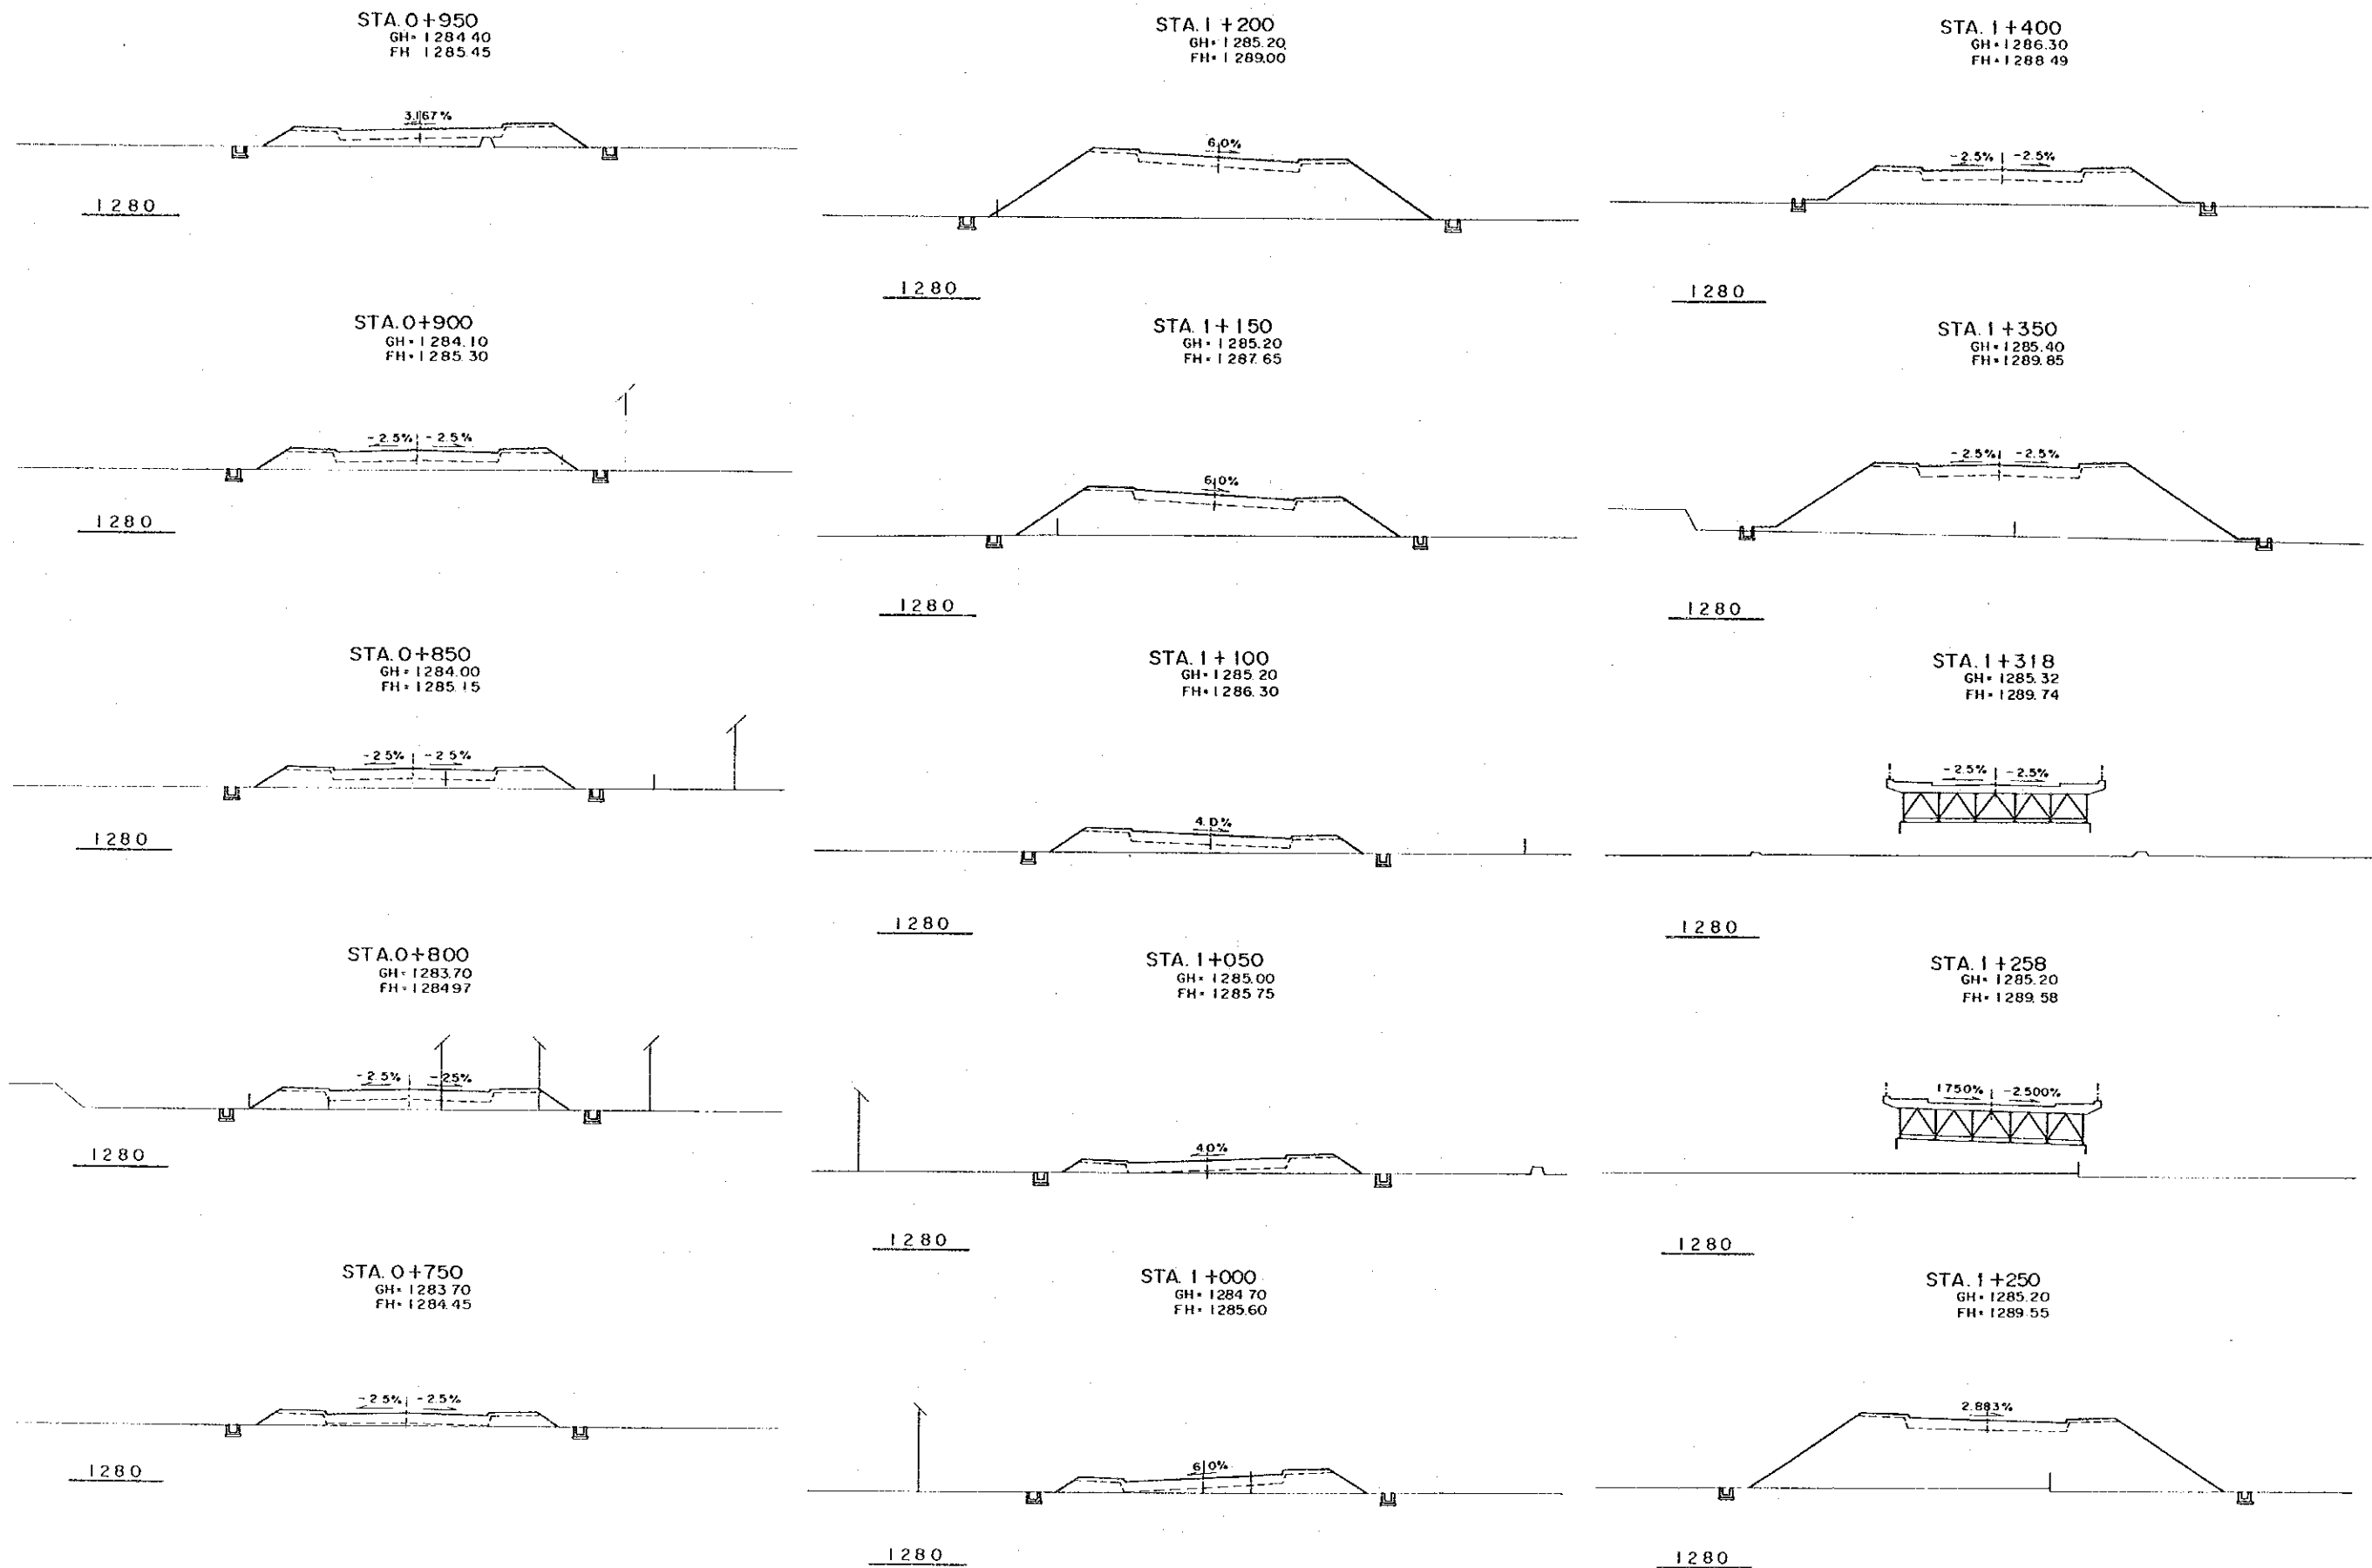 STA. 0+950
GH= 1284 40
FH 1285.45
3.167%
1280
STA. 0+900
GH= 1284.10
FH= 1285.30
-2.5% -2.5%
1280
STA. 0+850
GH= 1284.00
FH= 1285.15
-2.5% -2.5%
1280
STA. 0+800
GH= 1283.70
FH= 128497
-2.5% -25%
1280
STA. 0+750
GH= 1283 70
FH= 1284.45
-2.5% -2.5%
1280
STA. 1+200
GH= 1285.20
FH= 1289.00
6.0%
1280
STA. 1+150
GH= 1285.20
FH= 1287.65
6.0%
1280
STA. 1+100
GH= 1285.20
FH= 1286.30
4.0%
1280
STA. 1+050
GH= 1285.00
FH= 1285 75
40%
1280
STA. 1+000
GH= 1284 70
FH= 1285.60
6.0%
1280
STA. 1+400
GH= 1286.30
FH= 1288 49
-2.5% -2.5%
1280
STA. 1+350
GH= 1285.40
FH= 1289.85
-2.5% -2.5%
1280
STA. 1+318
GH= 1285.32
FH= 1289.74
-2.5% -2.5%
1280
STA. 1+258
GH= 1285.20
FH= 1289.58
1750% -2.500%
1280
STA. 1+250
GH= 1285.20
FH= 1289.55
2.883%
1280